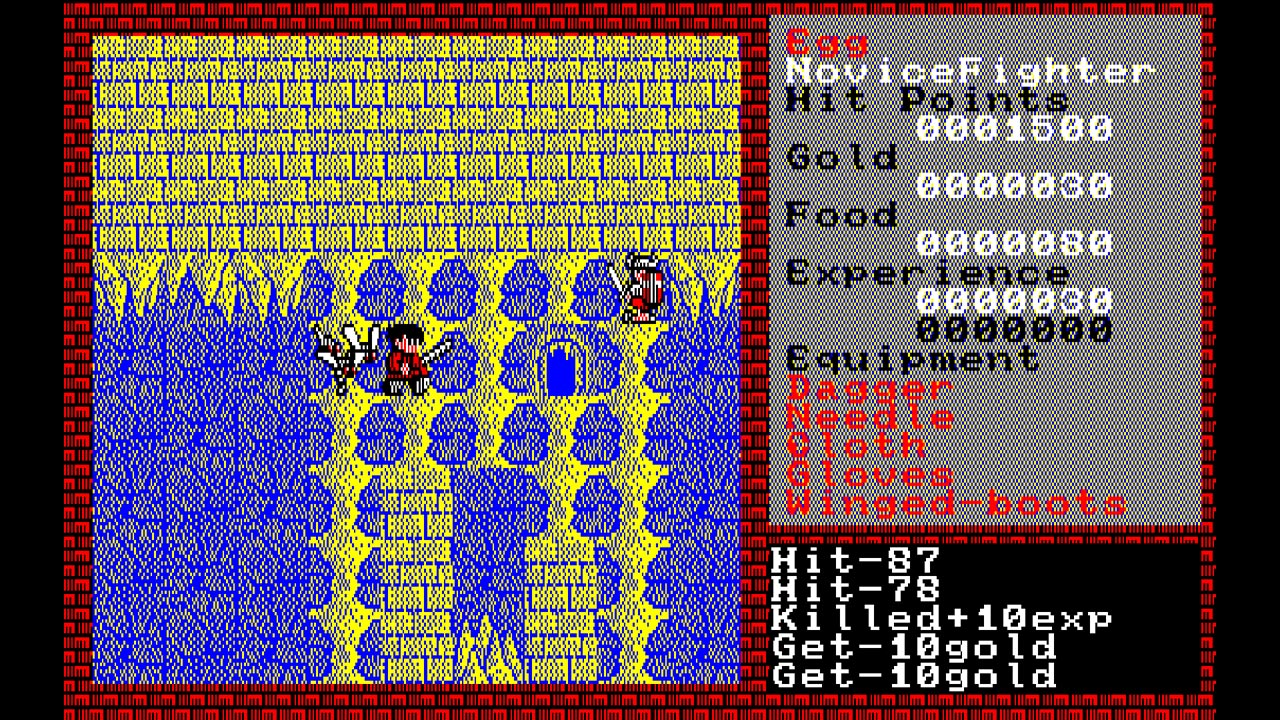 Egg
NoviceFighter
Hit Points
0001500
Gold
0000030
Food
0000080
Experience
0000030
0000000
Equipment
Dagger
Needle
Cloth
Gloves
Winged-boots
Hit-87
Hit-78
Killed+10exp
Get-10gold
Get-10gold